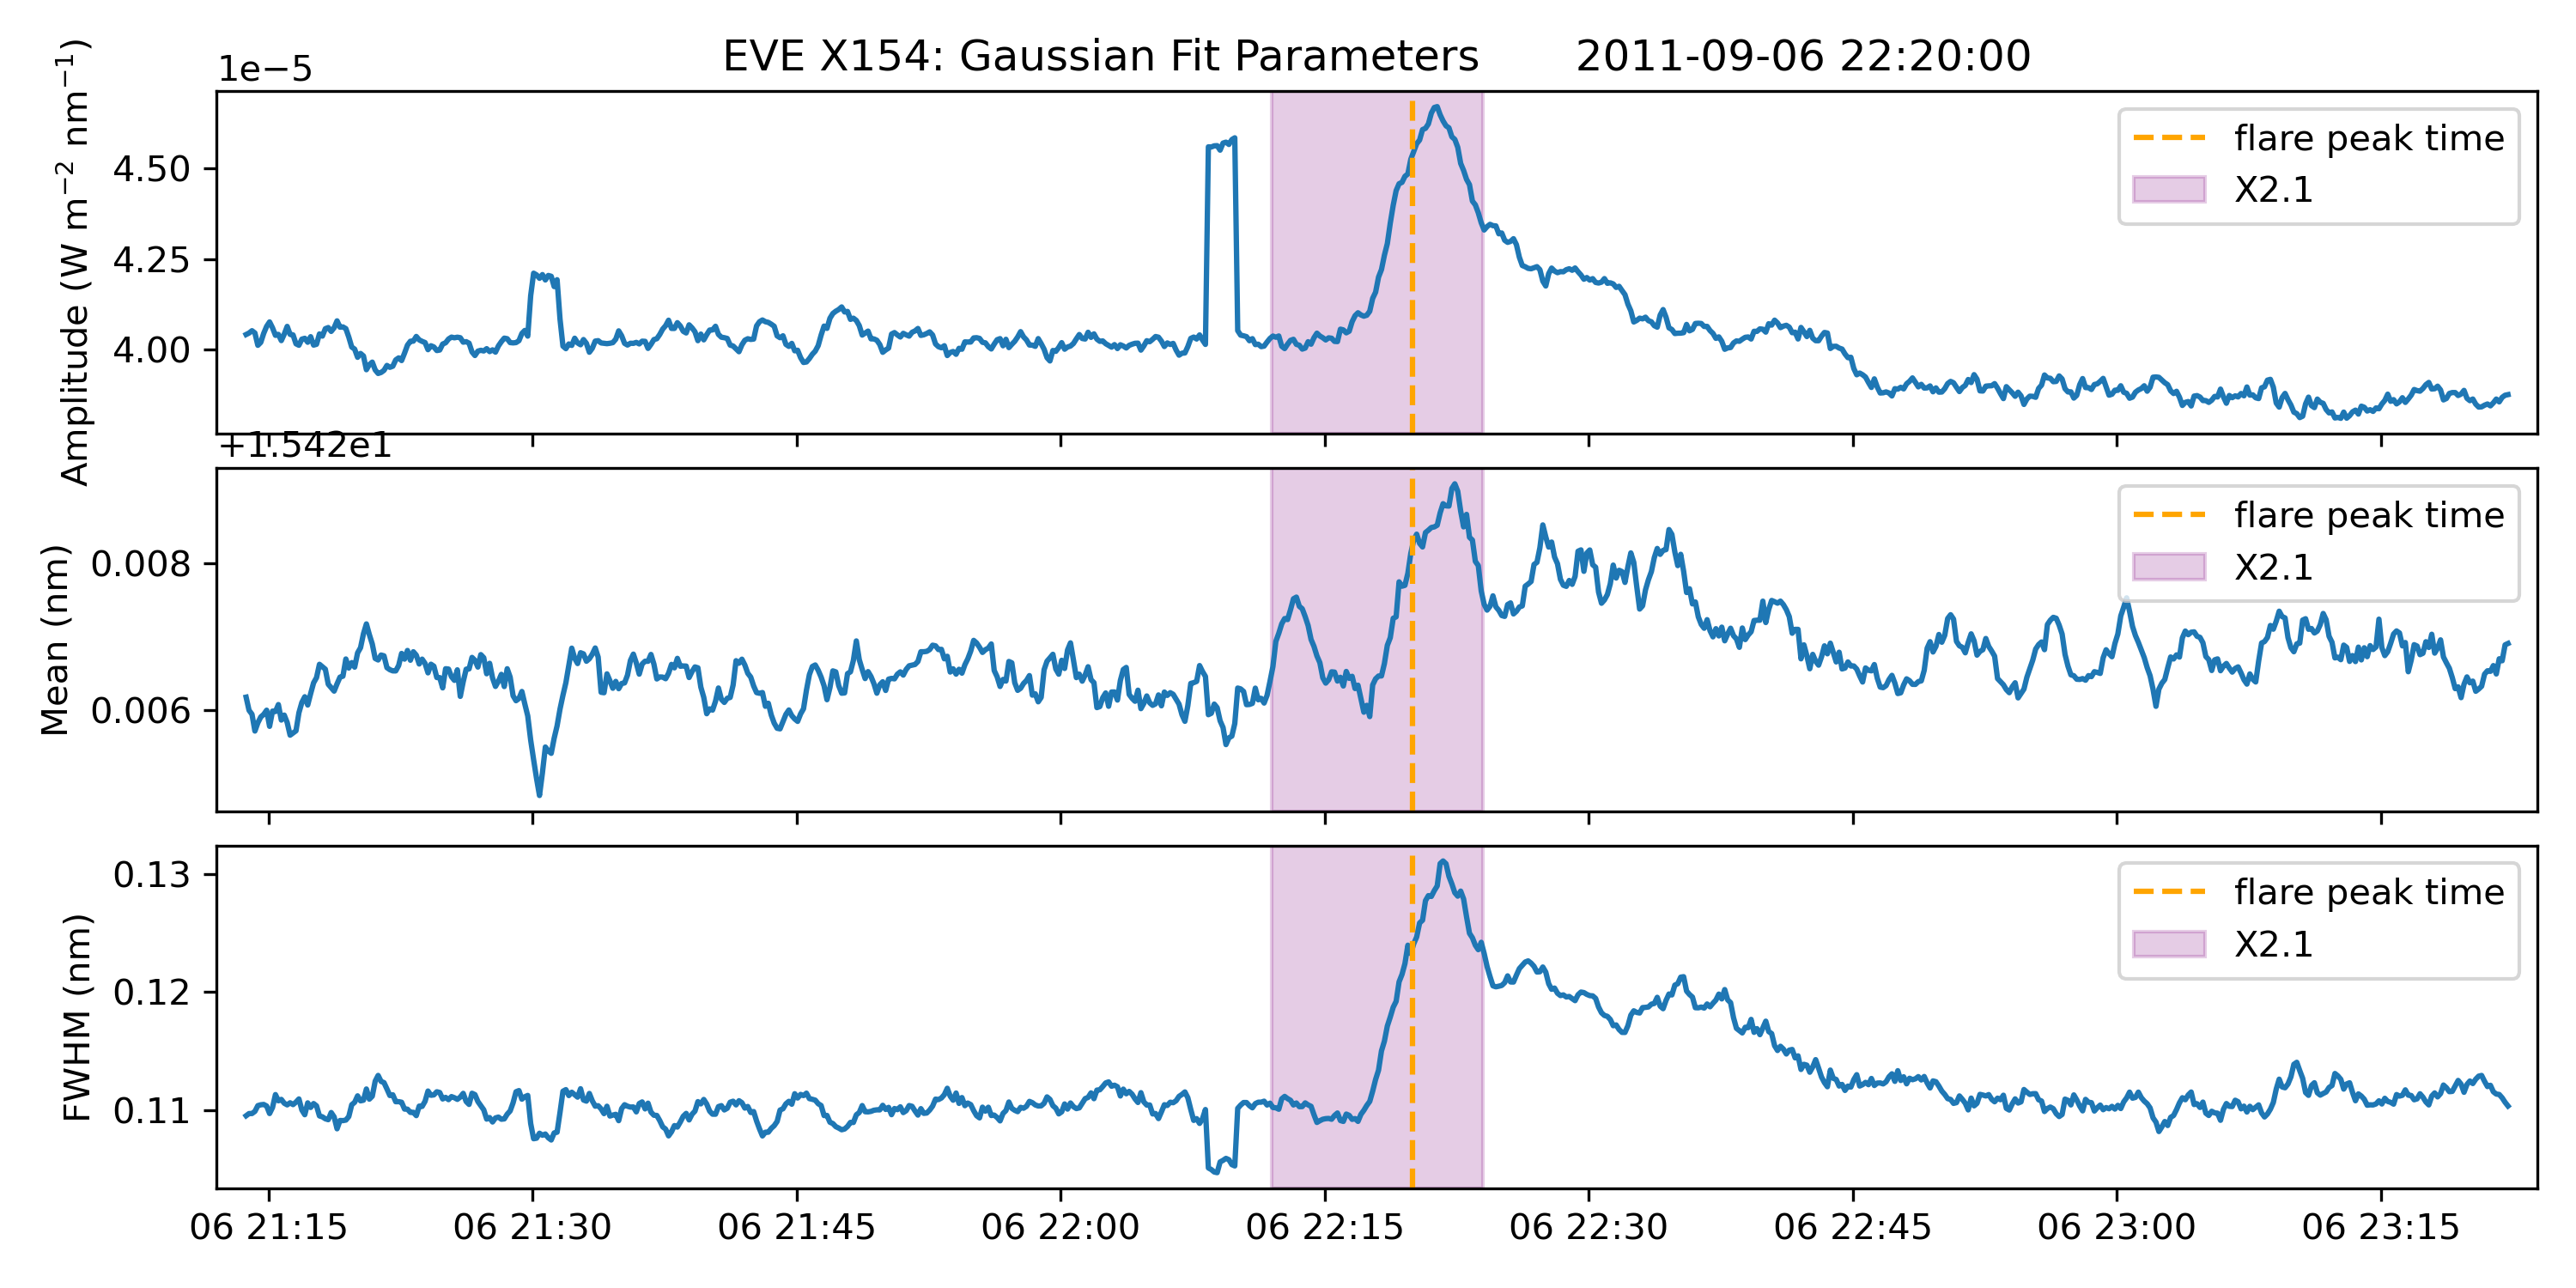 EVE X154: Gaussian Fit Parameters 2011-09-06 22:20:00
1e−5
Amplitude (W m⁻² nm⁻¹)
4.50
4.25
4.00
flare peak time
X2.1
+1.542e1
Mean (nm)
0.008
0.006
flare peak time
X2.1
FWHM (nm)
0.13
0.12
0.11
flare peak time
X2.1
06 21:15 06 21:30 06 21:45 06 22:00 06 22:15 06 22:30 06 22:45 06 23:00 06 23:15